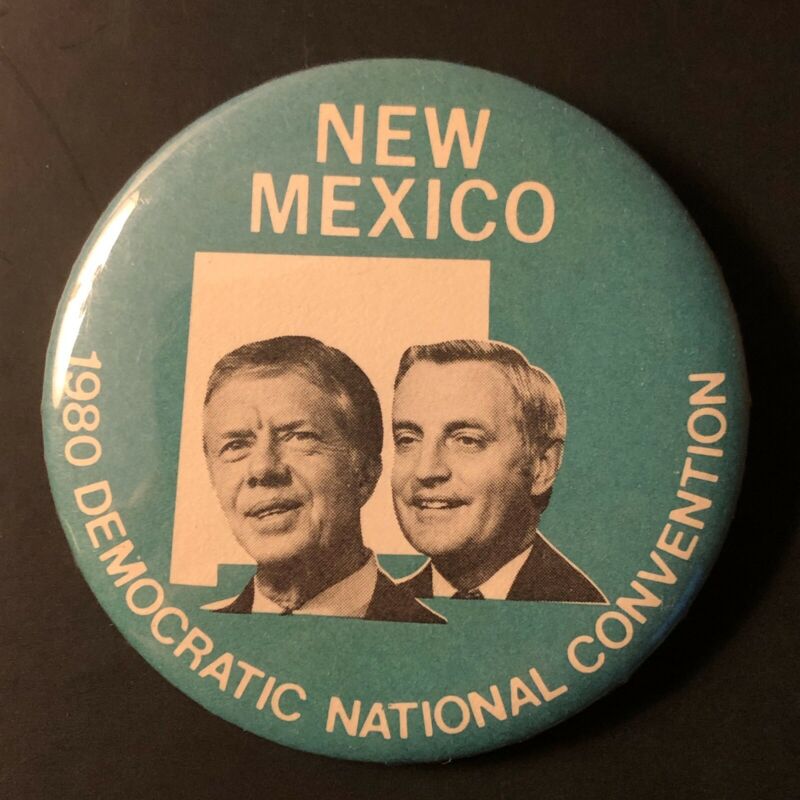 NEW
MEXICO
1980 DEMOCRATIC NATIONAL CONVENTION